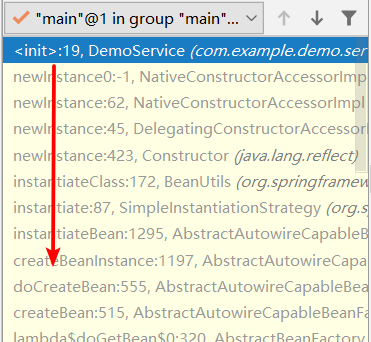 "main"@1 in group "main"...
<init>:19, DemoService (com.example.demo.ser
newInstance0:-1, NativeConstructorAccessorImpl
newInstance:62, NativeConstructorAccessorImpl
newInstance:45, DelegatingConstructorAccessorImp
newInstance:423, Constructor (java.lang.reflect)
instantiateClass:172, BeanUtils (org.springframew
instantiate:87, SimpleInstantiationStrategy (org.s
instantiateBean:1295, AbstractAutowireCapableB
createBeanInstance:1197, AbstractAutowireCapa
doCreateBean:555, AbstractAutowireCapableBea
createBean:515, AbstractAutowireCapableBeanFa
lambda$doGetBean$0:320, AbstractBeanFactory